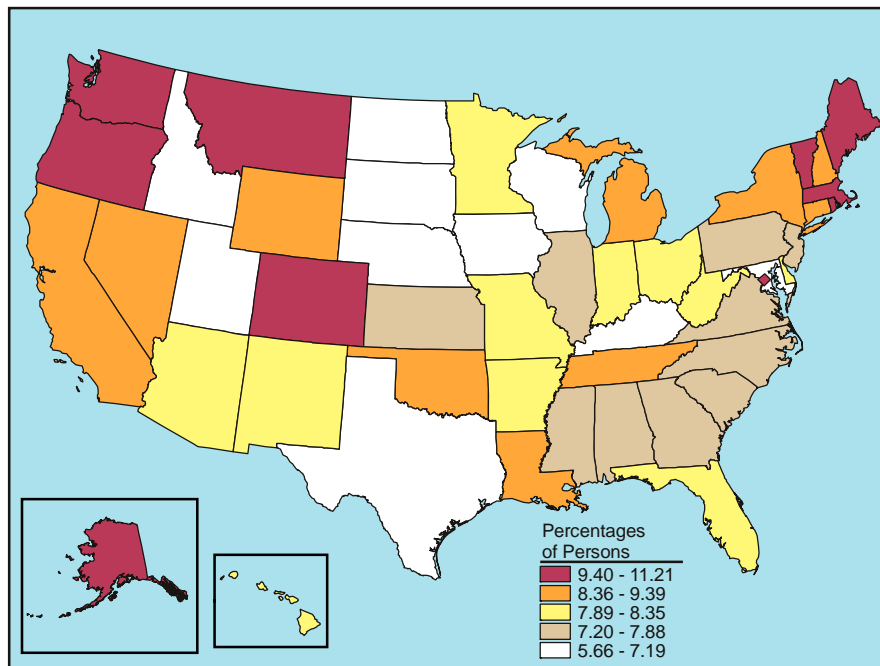 Percentages
of Persons
9.40 - 11.21
8.36 - 9.39
7.89 - 8.35
7.20 - 7.88
5.66 - 7.19